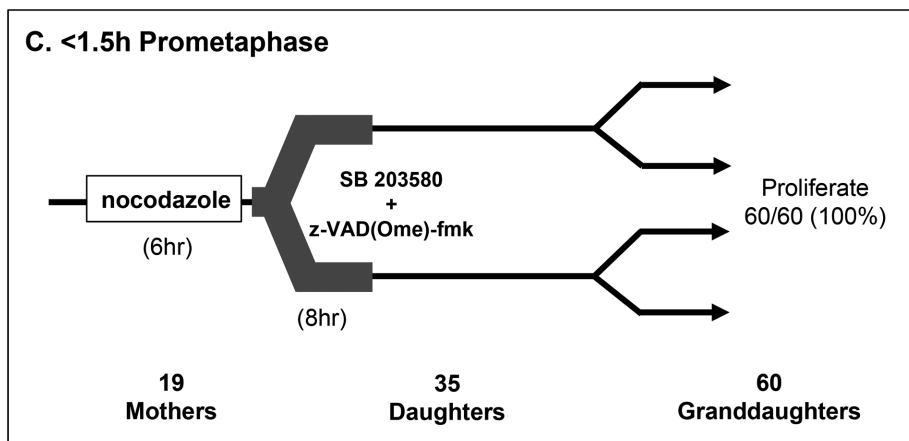 C. <1.5h Prometaphase
nocodazole
(6hr)
SB 203580
+
z-VAD(Ome)-fmk
(8hr)
Proliferate
60/60 (100%)
19
Mothers
35
Daughters
60
Granddaughters